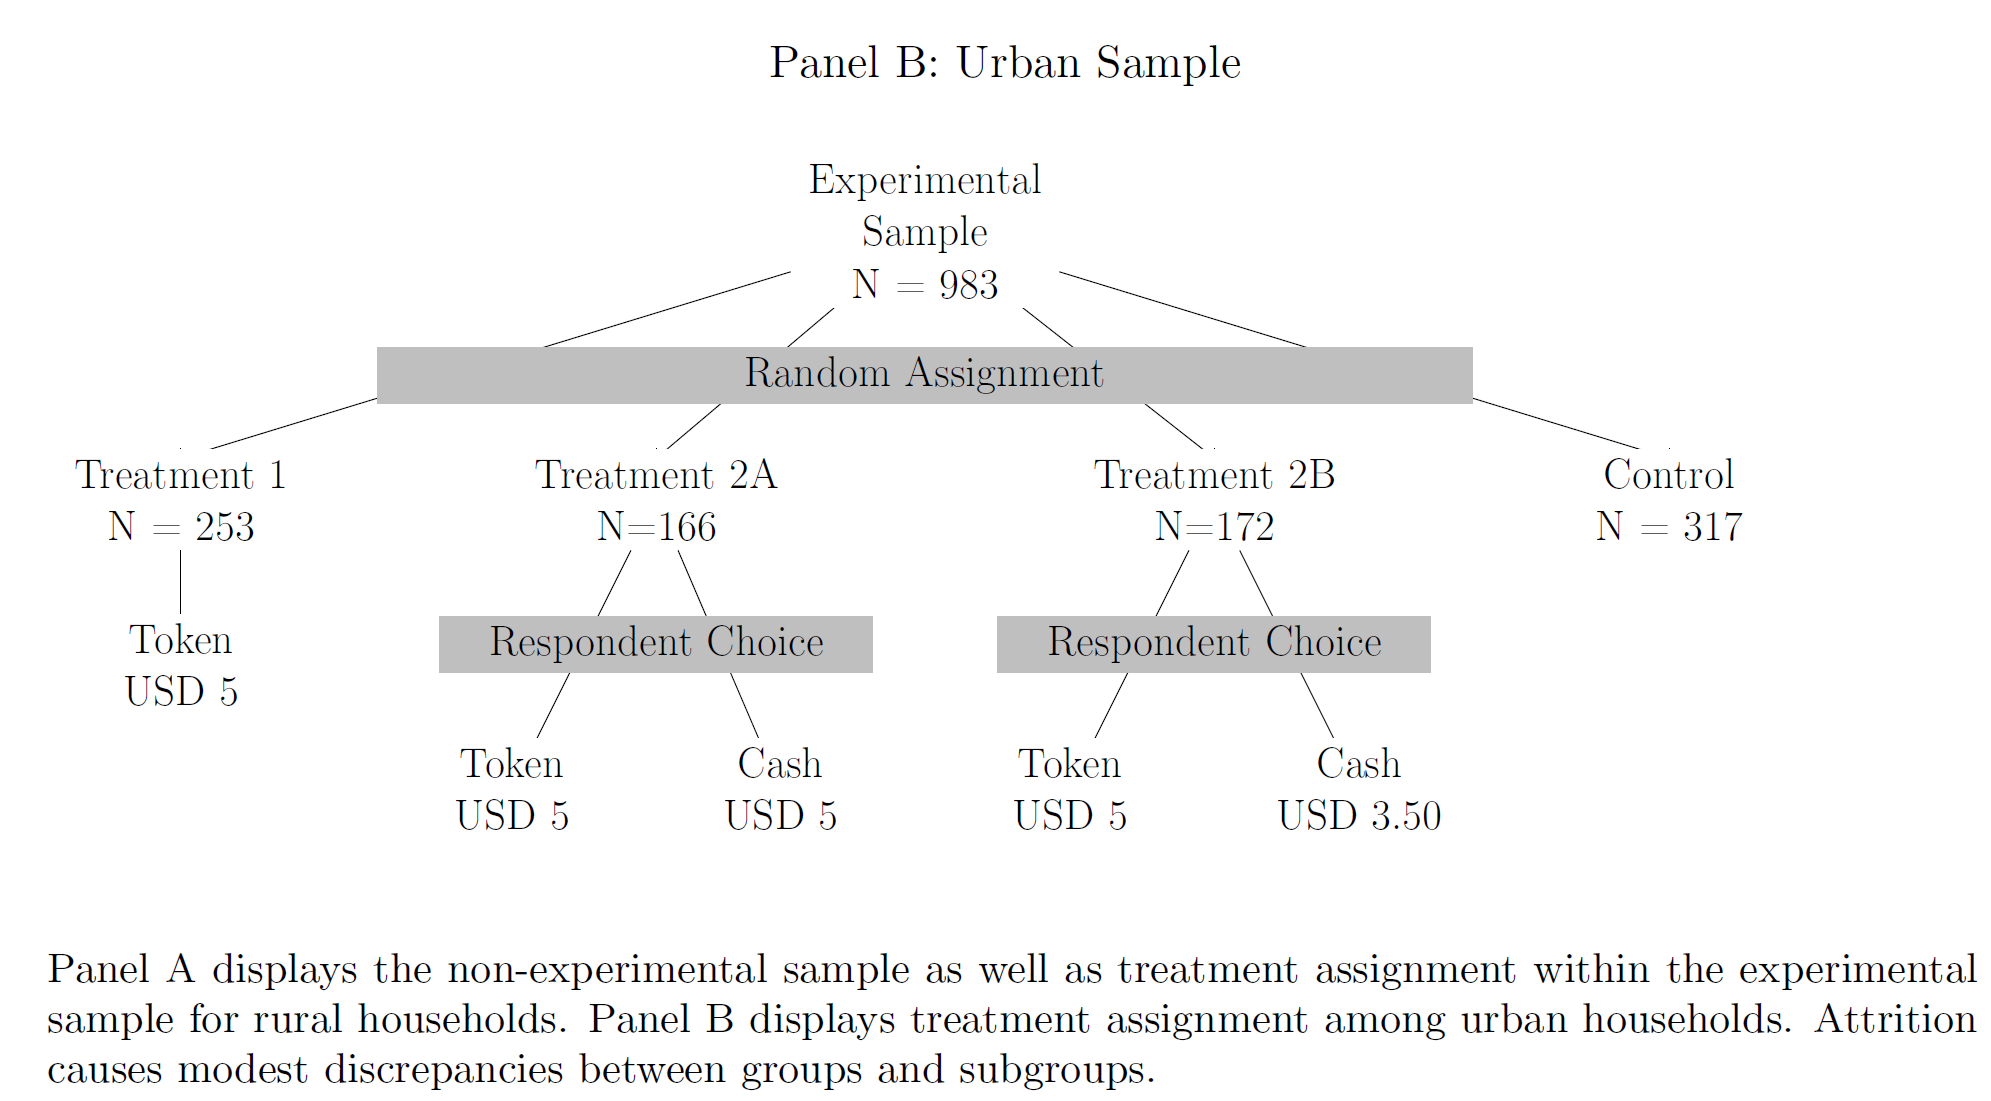 Panel B: Urban Sample
Experimental
Sample
N = 983
Random Assignment
Treatment 1
N = 253
Treatment 2A
N=166
Treatment 2B
N=172
Control
N = 317
Token
USD 5
Respondent Choice
Respondent Choice
Token
USD 5
Cash
USD 5
Token
USD 5
Cash
USD 3.50
Panel A displays the non-experimental sample as well as treatment assignment within the experimental
sample for rural households. Panel B displays treatment assignment among urban households. Attrition
causes modest discrepancies between groups and subgroups.